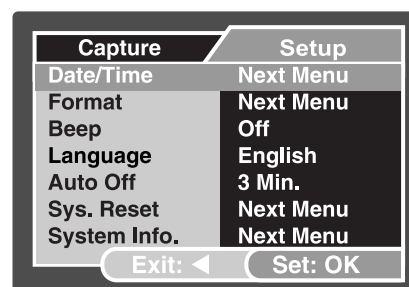 Capture Setup
Date/Time Next Menu
Format Next Menu
Beep Off
Language English
Auto Off 3 Min.
Sys. Reset Next Menu
System Info. Next Menu
Exit: ◀ Set: OK